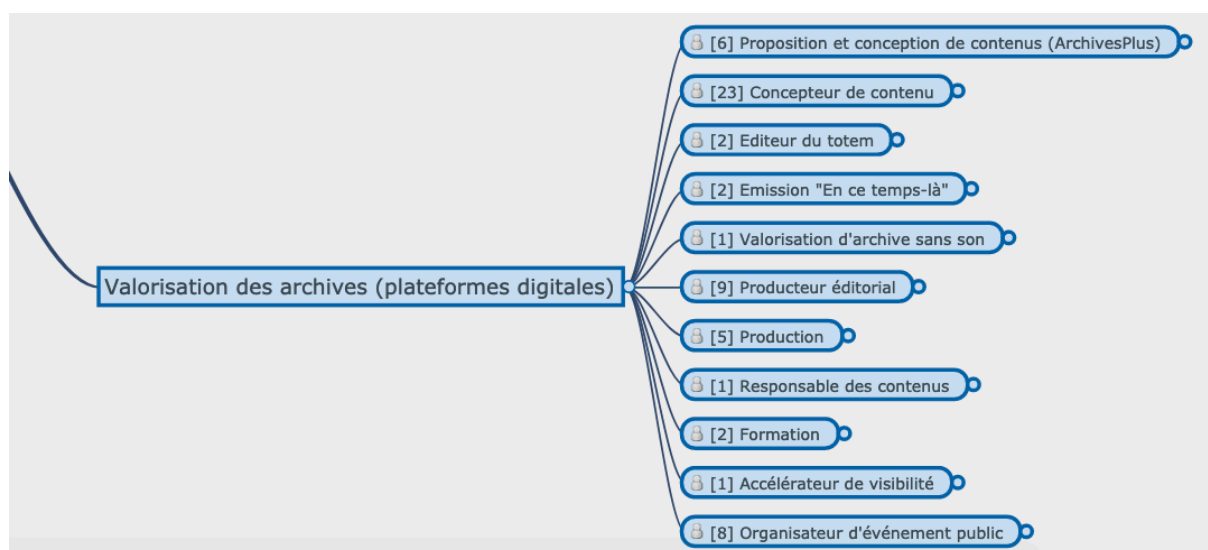 [6] Proposition et conception de contenus (ArchivesPlus)
[23] Concepteur de contenu
[2] Editeur du totem
[2] Emission "En ce temps-là"
[1] Valorisation d'archive sans son
Valorisation des archives (plateformes digitales)
[9] Producteur éditorial
[5] Production
[1] Responsable des contenus
[2] Formation
[1] Accélérateur de visibilité
[8] Organisateur d'événement public